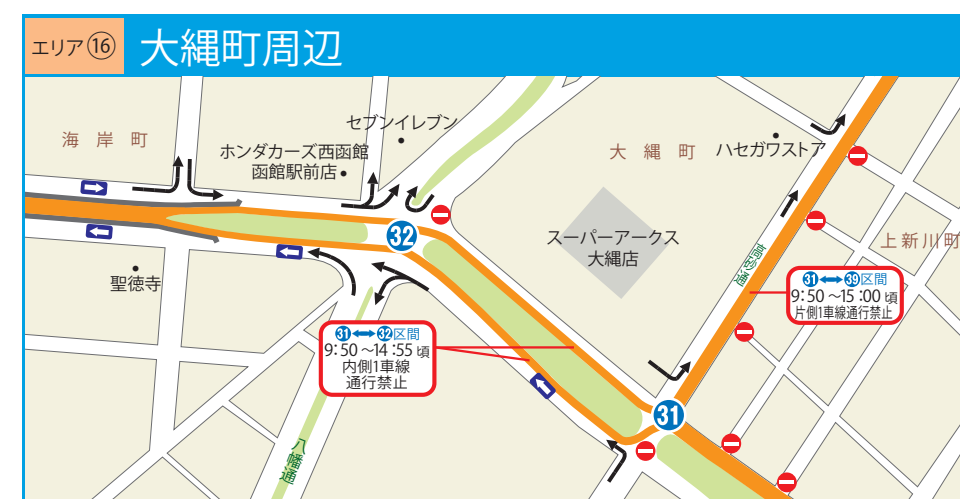 エリア⑯
大縄町周辺
海岸町
セブンイレブン
ホンダカーズ西函館
函館駅前店
大縄町
ハセガワストア
32
スーパーアークス
大縄店
上新川町
高砂通
聖徳寺
31⟷39区間
9:50～15:00頃
片側1車線通行禁止
31⟷32区間
9:50～14:55頃
内側1車線
通行禁止
31
八幡通